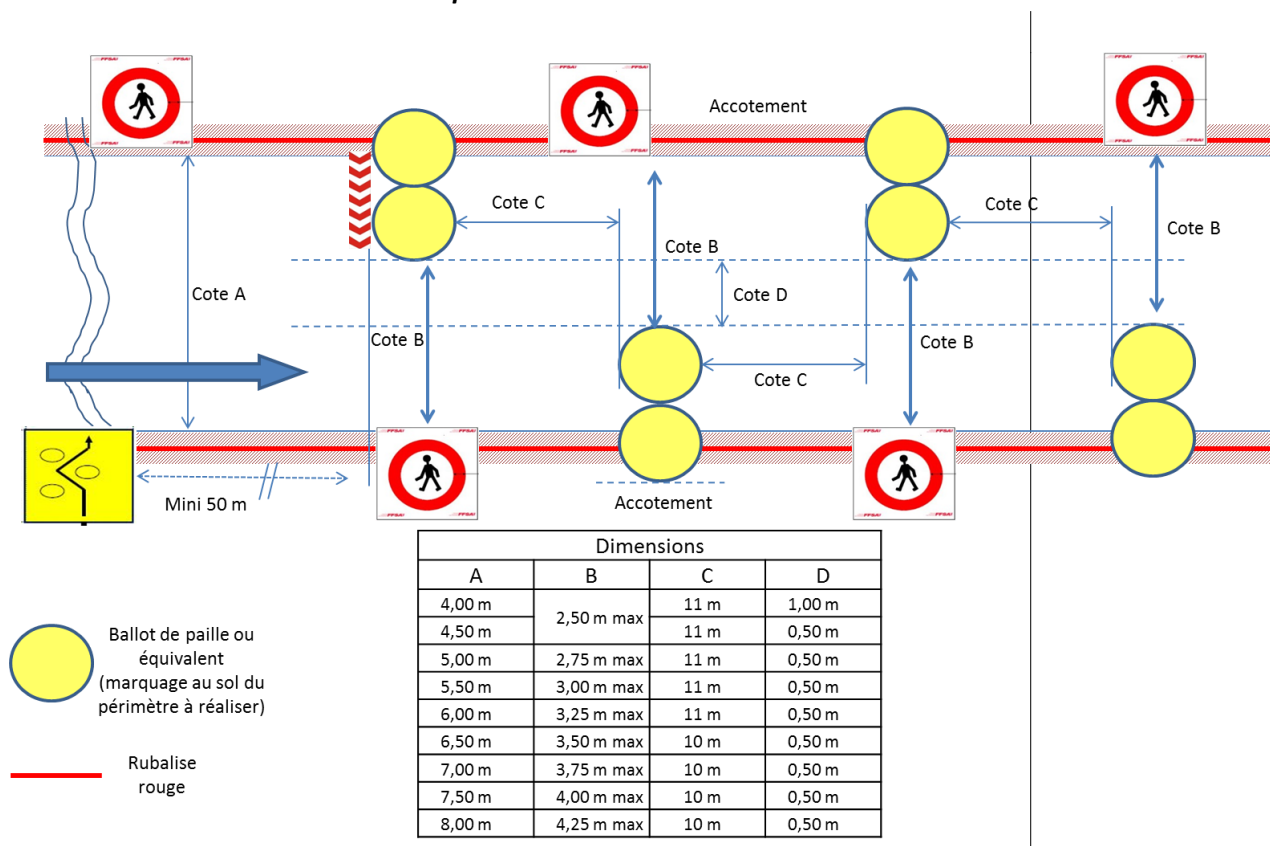 FFSA
FFSA
FFSA
Accotement
Cote C
Cote C
Cote B
Cote B
Cote A
Cote D
Cote B
Cote B
Cote C
Mini 50 m
Accotement
Dimensions
A B C D
4,00 m 2,50 m max 11 m 1,00 m
4,50 m 11 m 0,50 m
5,00 m 2,75 m max 11 m 0,50 m
5,50 m 3,00 m max 11 m 0,50 m
6,00 m 3,25 m max 11 m 0,50 m
6,50 m 3,50 m max 10 m 0,50 m
7,00 m 3,75 m max 10 m 0,50 m
7,50 m 4,00 m max 10 m 0,50 m
8,00 m 4,25 m max 10 m 0,50 m
Ballot de paille ou
équivalent
(marquage au sol du
périmètre à réaliser)
Rubalise
rouge